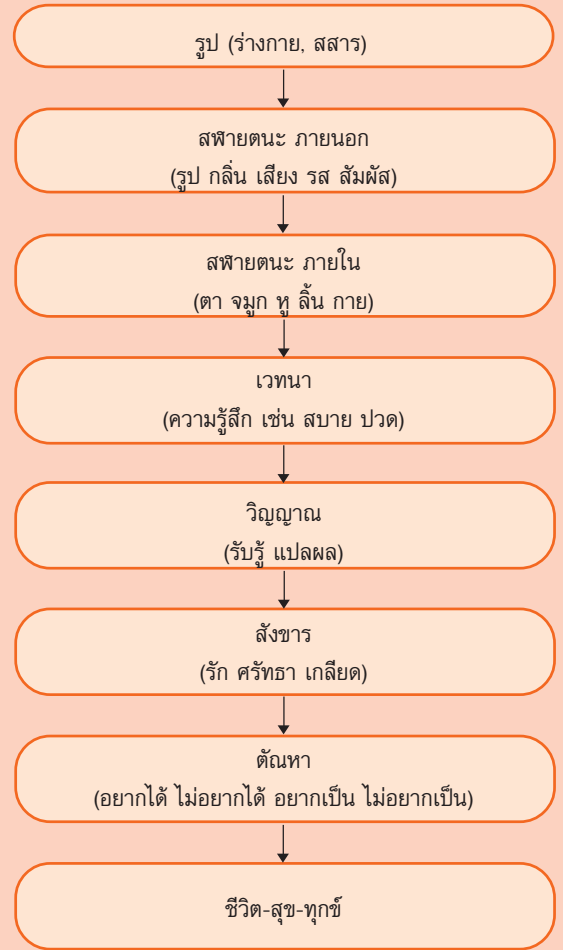 รูป (ร่างกาย, สสาร)
สฬายตนะ ภายนอก
(รูป กลิ่น เสียง รส สัมผัส)
สฬายตนะ ภายใน
(ตา จมูก หู ลิ้น กาย)
เวทนา
(ความรู้สึก เช่น สบาย ปวด)
วิญญาณ
(รับรู้ แปลผล)
สังขาร
(รัก ศรัทธา เกลียด)
ตัณหา
(อยากได้ ไม่อยากได้ อยากเป็น ไม่อยากเป็น)
ชีวิต-สุข-ทุกข์